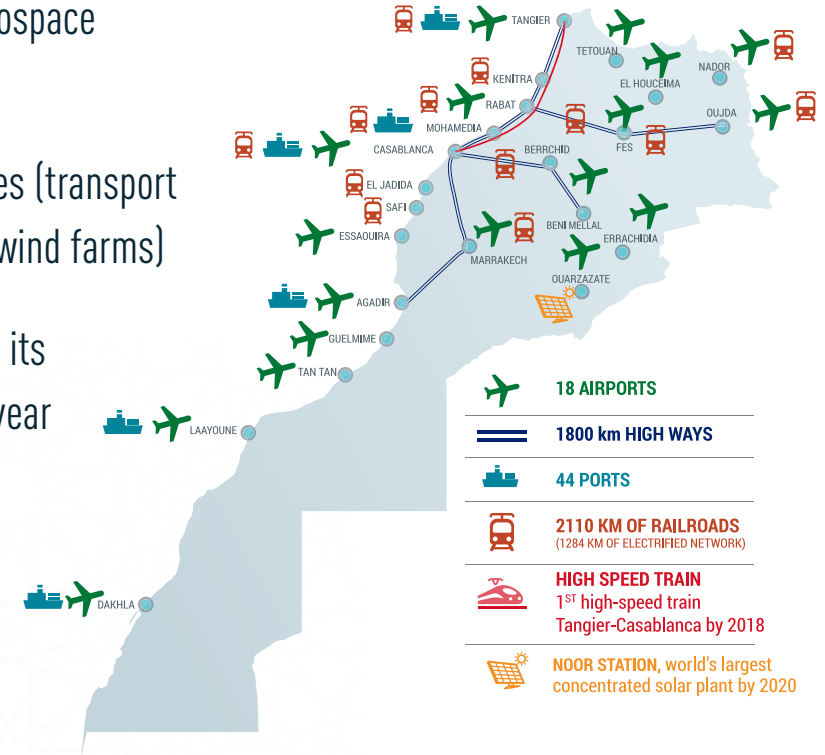 ospace
es (transport
wind farms)
its
year
TANGIER
TETOUAN
NADOR
KENITRA
EL HOUCEIMA
RABAT
OUJDA
MOHAMEDIA
CASABLANCA
BERRCHID
FES
EL JADIDA
SAFI
BENI MELLAL
ESSAOUIRA
ERRACHIDIA
MARRAKECH
OUARZAZATE
AGADIR
GUELMIME
TAN TAN
LAAYOUNE
DAKHLA
18 AIRPORTS
1800 km HIGH WAYS
44 PORTS
2110 KM OF RAILROADS
(1284 KM OF ELECTRIFIED NETWORK)
HIGH SPEED TRAIN
1ST high-speed train
Tangier-Casablanca by 2018
NOOR STATION, world's largest
concentrated solar plant by 2020